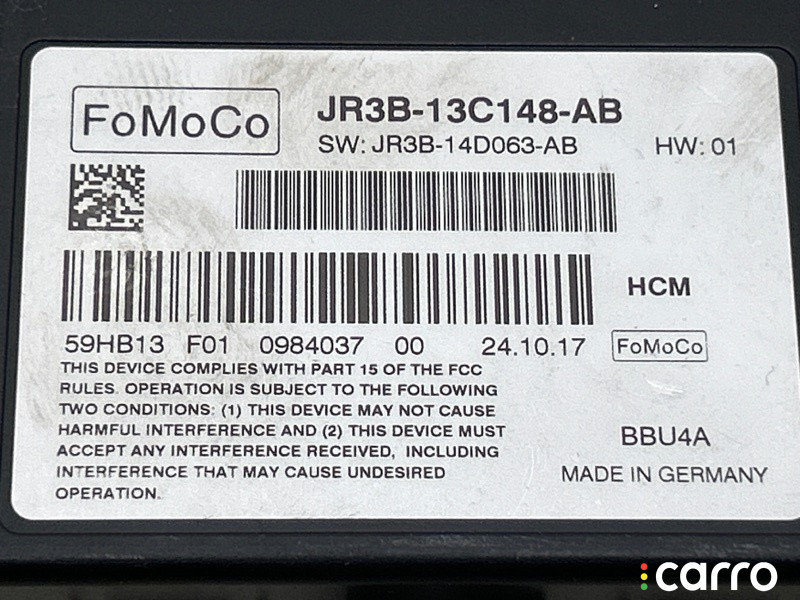 FoMoCo
JR3B-13C148-AB
SW: JR3B-14D063-AB HW: 01
HCM
59HB13 F01 0984037 00 24.10.17 FoMoCo
THIS DEVICE COMPLIES WITH PART 15 OF THE FCC
RULES. OPERATION IS SUBJECT TO THE FOLLOWING
TWO CONDITIONS: (1) THIS DEVICE MAY NOT CAUSE
HARMFUL INTERFERENCE AND (2) THIS DEVICE MUST
ACCEPT ANY INTERFERENCE RECEIVED, INCLUDING
INTERFERENCE THAT MAY CAUSE UNDESIRED
OPERATION.
BBU4A
MADE IN GERMANY
carro